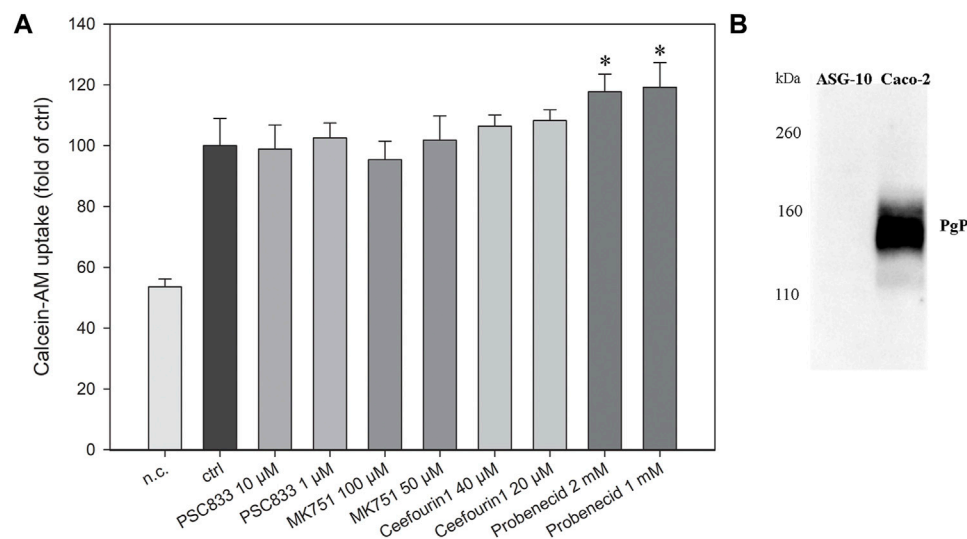 A
B
140
120
100
80
60
40
20
0
Calcein-AM uptake (fold of ctrl)
*
*
n.c.
ctrl
PSC833 10 µM
PSC833 1 µM
MK751 100 µM
MK751 50 µM
Ceefourin1 40 µM
Ceefourin1 20 µM
Probenecid 2 mM
Probenecid 1 mM
kDa ASG-10 Caco-2
260
160
PgP
110